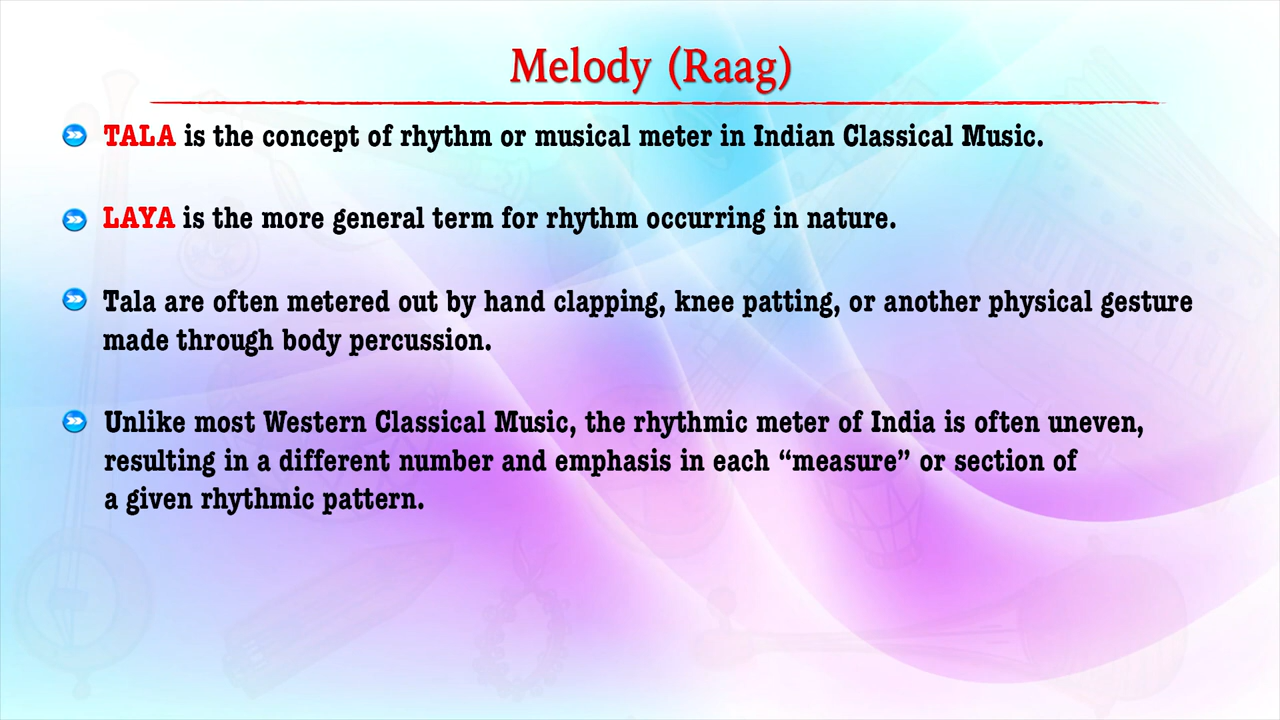 Melody (Raag)
TALA is the concept of rhythm or musical meter in Indian Classical Music.
LAYA is the more general term for rhythm occurring in nature.
Tala are often metered out by hand clapping, knee patting, or another physical gesture
made through body percussion.
Unlike most Western Classical Music, the rhythmic meter of India is often uneven,
resulting in a different number and emphasis in each “measure” or section of
a given rhythmic pattern.